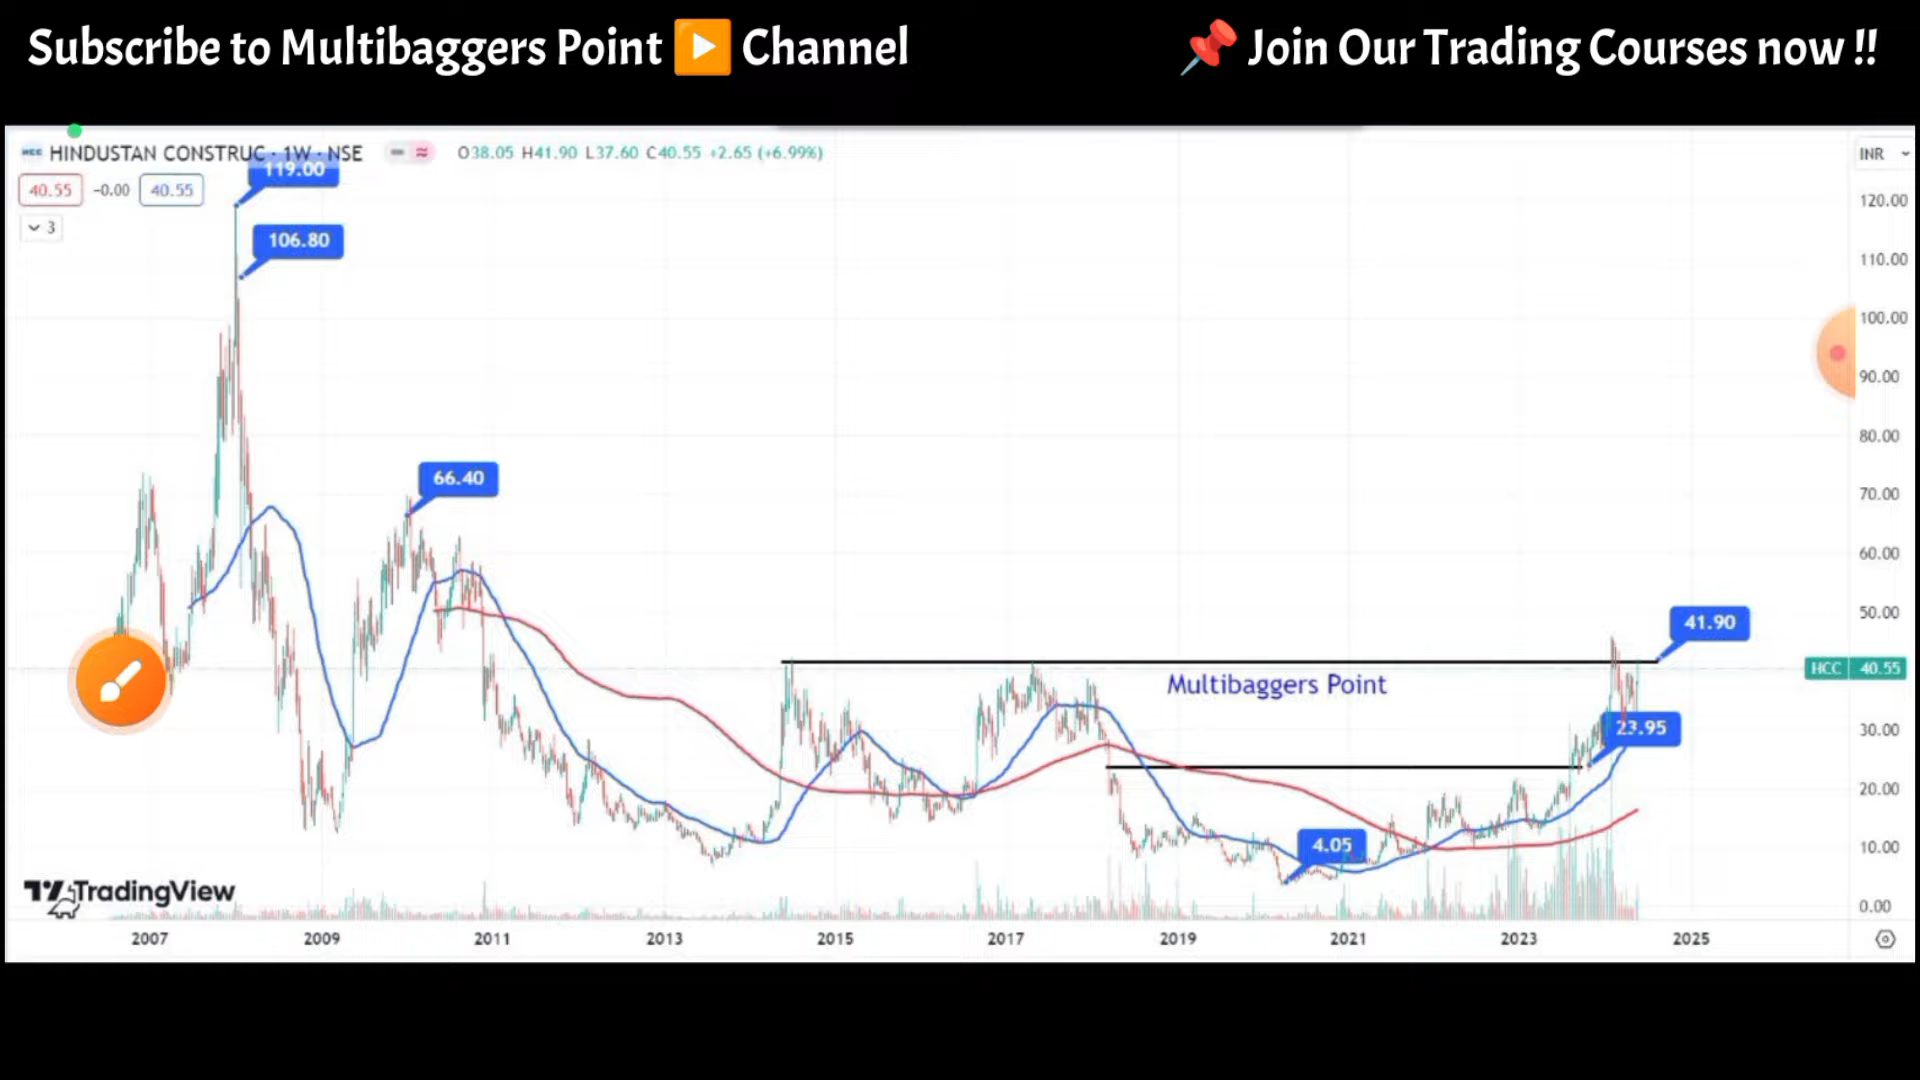 Subscribe to Multibaggers Point ▶️ Channel
📌 Join Our Trading Courses now !!
HCC HINDUSTAN CONSTRUC · 1W · NSE
O38.05 H41.90 L37.60 C40.55 +2.65 (+6.99%)
INR
40.55 −0.00 40.55
3
119.00
106.80
66.40
41.90
Multibaggers Point
23.95
4.05
120.00
110.00
100.00
90.00
80.00
70.00
60.00
50.00
HCC 40.55
30.00
20.00
10.00
0.00
TradingView
2007 2009 2011 2013 2015 2017 2019 2021 2023 2025